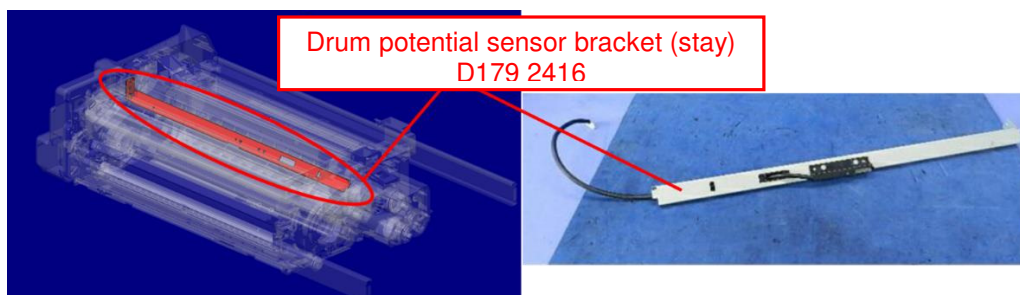 Drum potential sensor bracket (stay)
D179 2416